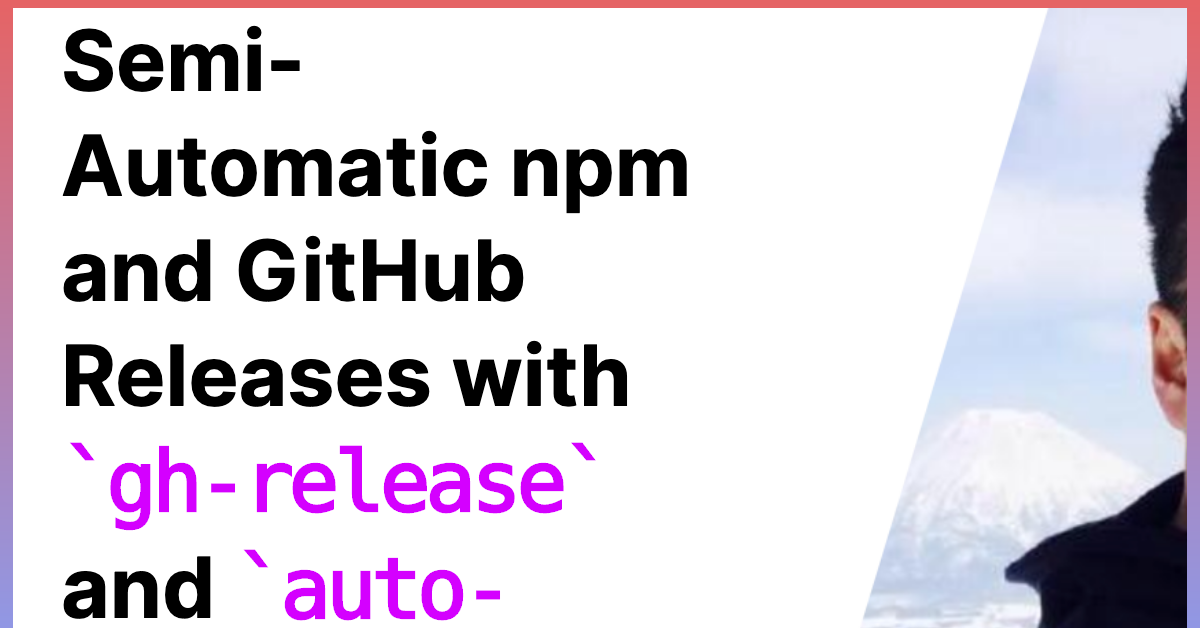 Semi-
Automatic npm
and GitHub
Releases with
`gh-release`
and `auto-